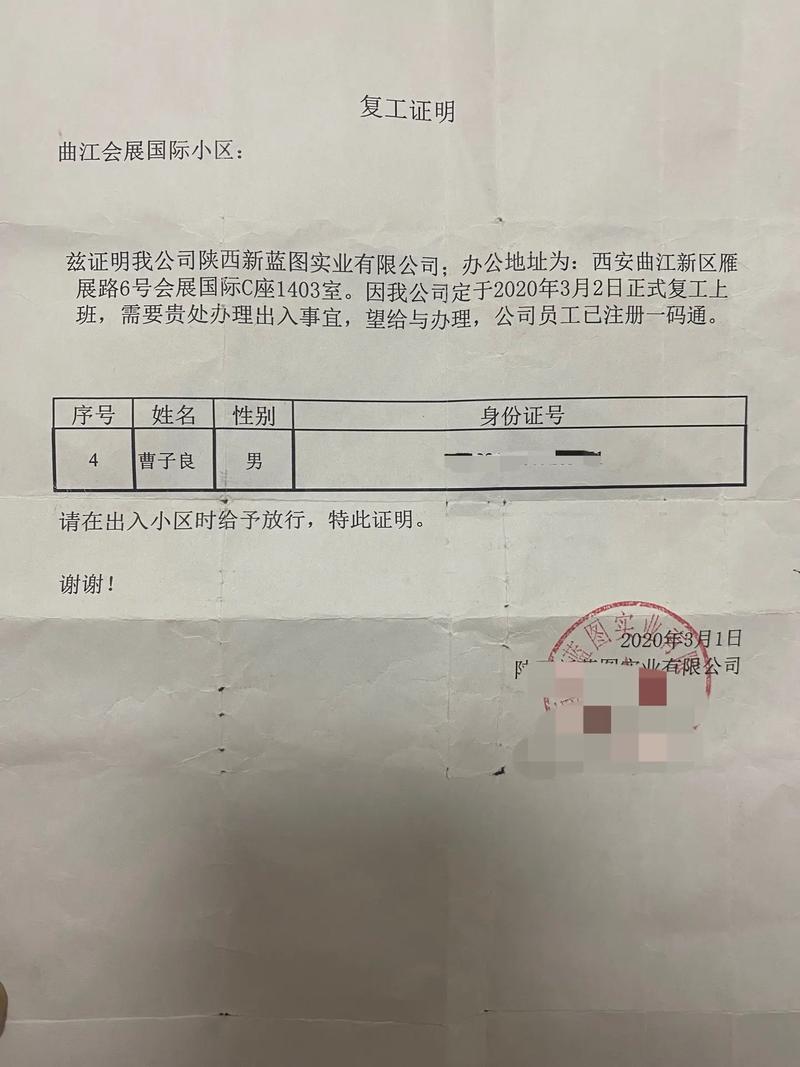 复工证明
曲江会展国际小区：
兹证明我公司陕西新蓝图实业有限公司；办公地址为：西安曲江新区雁
展路6号会展国际C座1403室。因我公司定于2020年3月2日正式复工上
班，需要贵处办理出入事宜，望给与办理，公司员工已注册一码通。
序号 姓名 性别 身份证号
4 曹子良 男
请在出入小区时给予放行，特此证明。
谢谢！
2020年3月1日
蓝图实业有限公司
蓝图实业有限